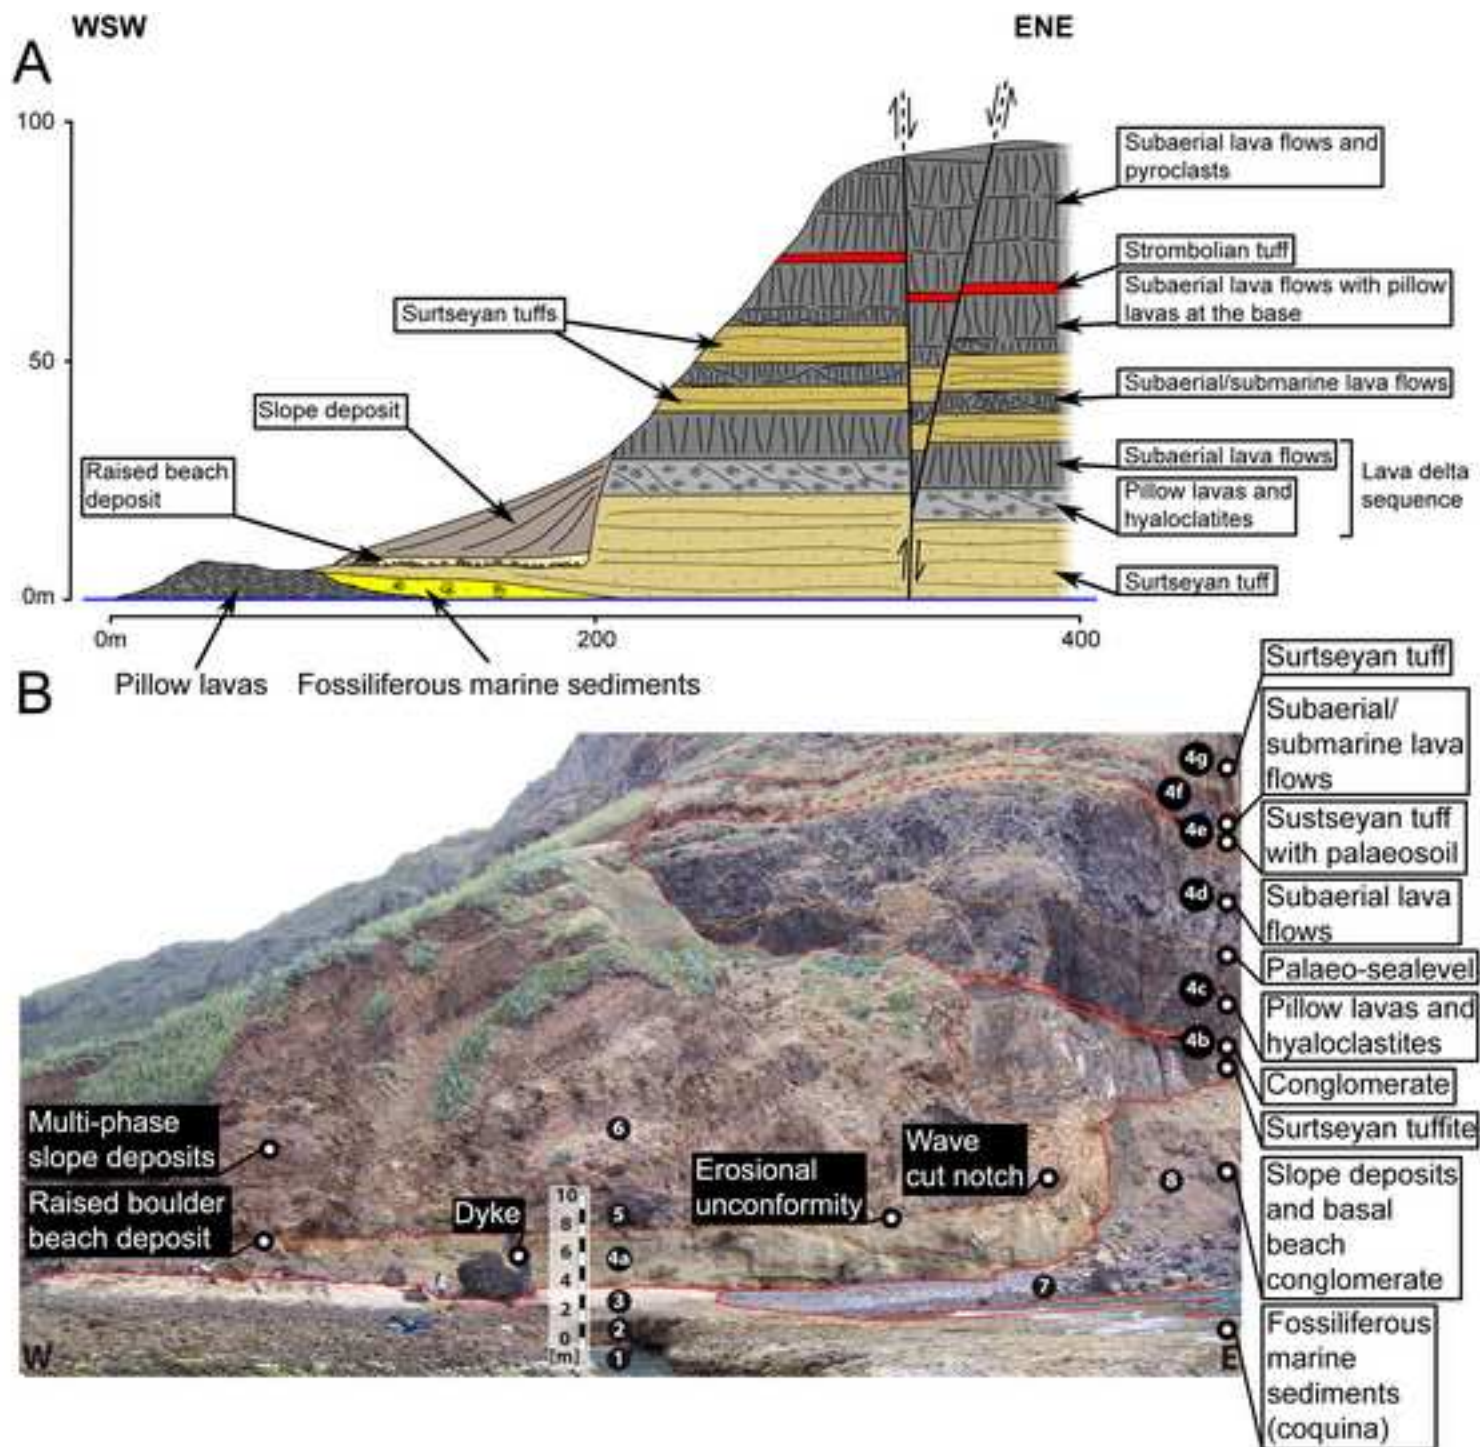 WSW
ENE
A
100
50
0m
0m
200
400
Subaerial lava flows and
pyroclasts
Strombolian tuff
Subaerial lava flows with pillow
lavas at the base
Surtseyan tuffs
Subaerial/submarine lava flows
Slope deposit
Subaerial lava flows
Lava delta
sequence
Raised beach
deposit
Pillow lavas and
hyaloclatites
Surtseyan tuff
Pillow lavas
Fossiliferous marine sediments
B
Surtseyan tuff
Subaerial/
submarine lava
flows
Sustseyan tuff
with palaeosoil
Subaerial lava
flows
Palaeo-sealevel
Pillow lavas and
hyaloclastites
Conglomerate
Surtseyan tuffite
Slope deposits
and basal
beach
conglomerate
Fossiliferous
marine
sediments
(coquina)
4g
4f
4e
4d
4c
4b
Multi-phase
slope deposits
6
Wave
cut notch
Erosional
unconformity
8
Raised boulder
beach deposit
Dyke
10
8
6
4
2
0
[m]
5
4a
3
2
1
7
W
E